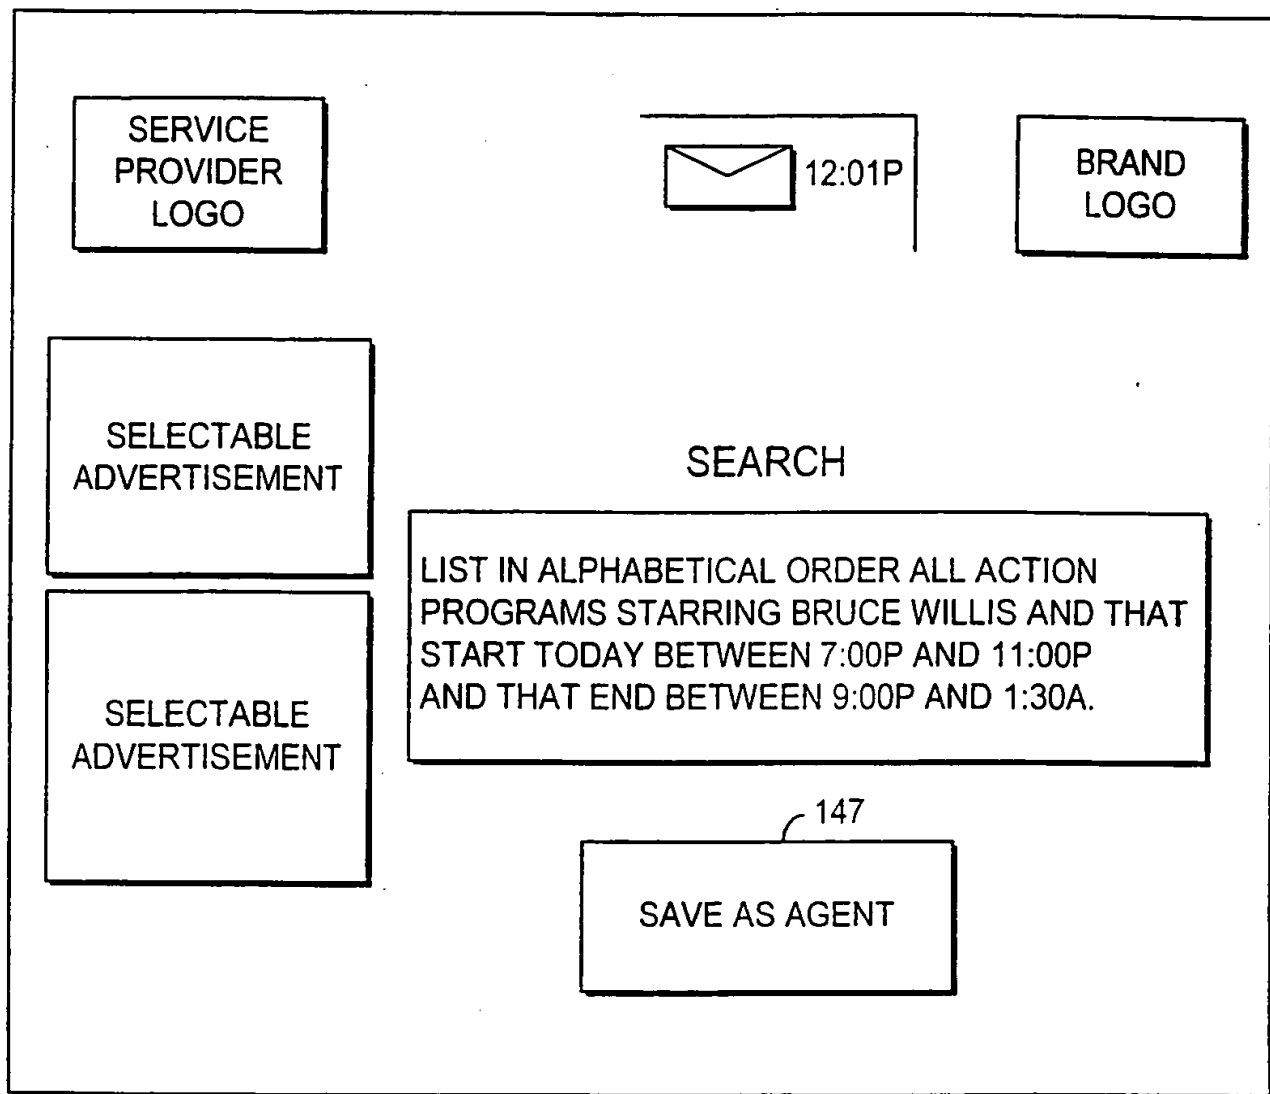 SERVICE
PROVIDER
LOGO
12:01P
BRAND
LOGO
SELECTABLE
ADVERTISEMENT
SELECTABLE
ADVERTISEMENT
SEARCH
LIST IN ALPHABETICAL ORDER ALL ACTION
PROGRAMS STARRING BRUCE WILLIS AND THAT
START TODAY BETWEEN 7:00P AND 11:00P
AND THAT END BETWEEN 9:00P AND 1:30A.
147
SAVE AS AGENT